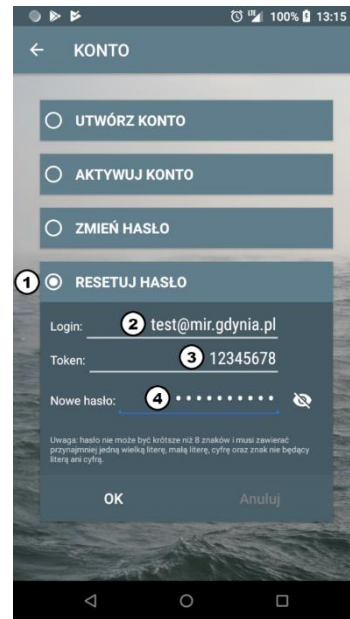 100% 13:15
KONTO
UTWÓRZ KONTO
AKTYWUJ KONTO
ZMIEŃ HASŁO
1 RESETUJ HASŁO
Login: 2 test@mir.gdynia.pl
Token: 3 12345678
Nowe hasło: 4 ••••••••••
Uwaga: hasło nie może być krótsze niż 8 znaków i musi zawierać
przynajmniej jedną wielką literę, małą literę, cyfrę oraz znak nie będący
literą ani cyfrą.
OK Anuluj